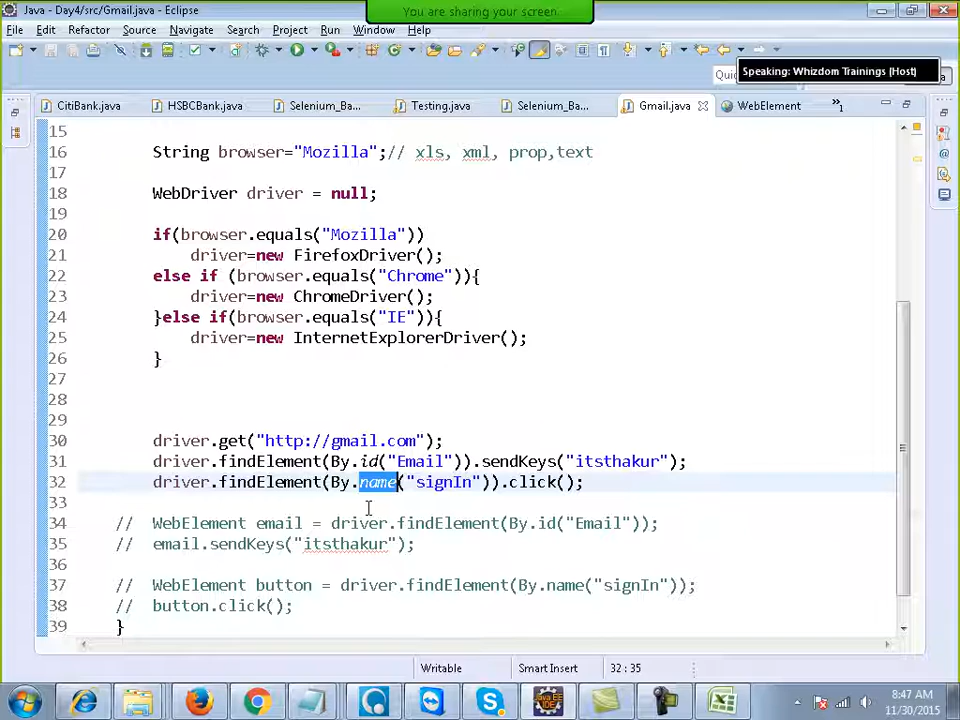 Java - Day4/src/Gmail.java - Eclipse
You are sharing your screen
File Edit Refactor Source Navigate Search Project Run Window Help
Speaking: Whizdom Trainings (Host)
CitiBank.java HSBCBank.java Selenium_Ba... Testing.java Selenium_Ba... Gmail.java WebElement »1
15
16 String browser="Mozilla";// xls, xml, prop,text
17
18 WebDriver driver = null;
19
20 if(browser.equals("Mozilla"))
21 driver=new FirefoxDriver();
22 else if (browser.equals("Chrome")){
23 driver=new ChromeDriver();
24 }else if(browser.equals("IE")){
25 driver=new InternetExplorerDriver();
26 }
27
28
29
30 driver.get("http://gmail.com");
31 driver.findElement(By.id("Email")).sendKeys("itsthakur");
32 driver.findElement(By.name("signIn")).click();
33
34 // WebElement email = driver.findElement(By.id("Email"));
35 // email.sendKeys("itsthakur");
36
37 // WebElement button = driver.findElement(By.name("signIn"));
38 // button.click();
39 }
Writable Smart Insert 32 : 35
8:47 AM
11/30/2015